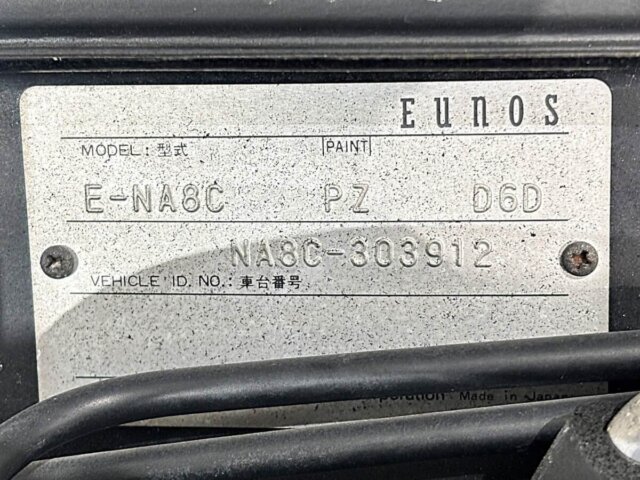 EUNOS
MODEL: 型式 |PAINT|
E-NA8C PZ D6D
NA8C-303912
VEHICLE ID. NO.: 車台番号
Made in Japan